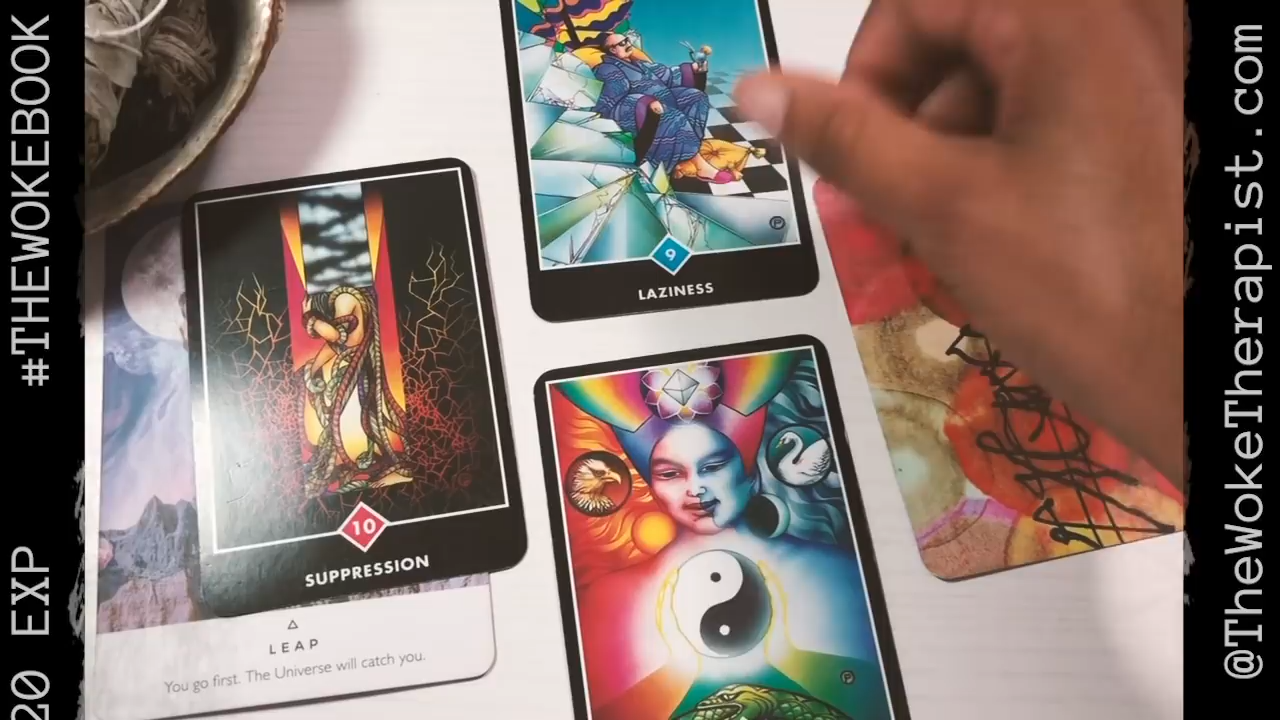 #THEWOKEBOOK
20 EXP
9
LAZINESS
10
SUPPRESSION
LEAP
You go first. The Universe will catch you.
@TheWokeTherapist.com